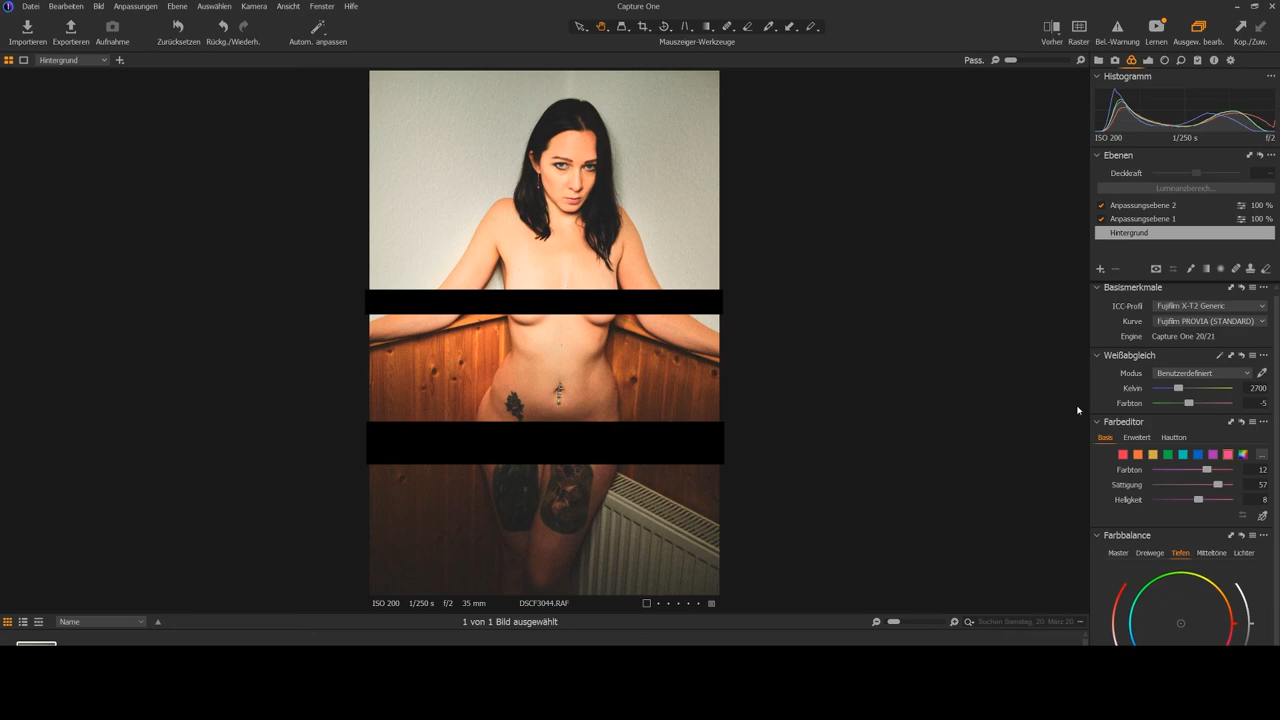 Capture One
Datei Bearbeiten Bild Anpassungen Ebene Auswählen Kamera Ansicht Fenster Hilfe
Importieren Exportieren Aufnahme Zurücksetzen Rückg./Wiederh. Autom. anpassen Mauszeiger-Werkzeuge Vorher Raster Bel.-Warnung Lernen Ausgew. bearb. Kop./Zuw.
Hintergrund Pass.
Histogramm
ISO 200 1/250 s f/2
Ebenen
Deckkraft
Luminanzbereich...
Anpassungsebene 2 100 %
Anpassungsebene 1 100 %
Hintergrund
Basismerkmale
ICC-Profil Fujifilm X-T2 Generic
Kurve Fujifilm PROVIA (STANDARD)
Engine Capture One 20/21
Weißabgleich
Modus Benutzerdefiniert
Kelvin 2700
Farbton -5
Farbeditor
Basis Erweitert Hautton
Farbton 12
Sättigung 57
Helligkeit 8
Farbbalance
Master Dreiwege Tiefen Mitteltöne Lichter
ISO 200 1/250 s f/2 35 mm DSCF3044.RAF
Name 1 von 1 Bild ausgewählt Suchen Samstag, 20. März 20